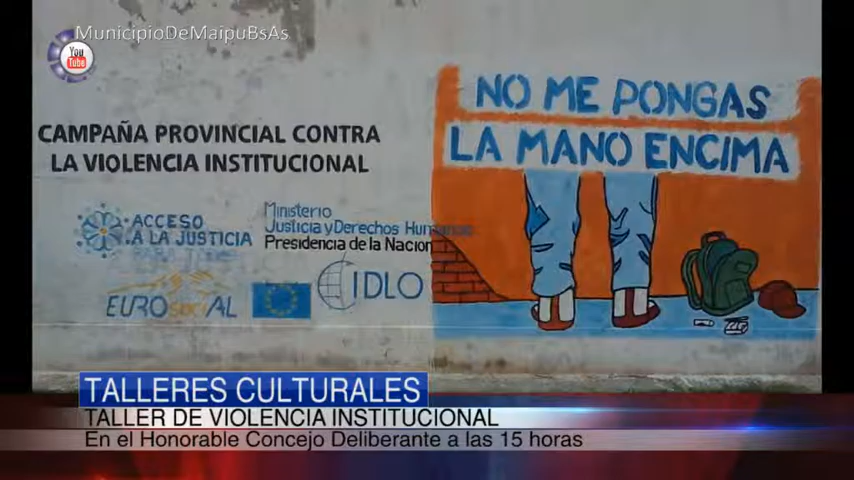 MunicipioDeMaipuBsAs
You
Tube
CAMPAÑA PROVINCIAL CONTRA
LA VIOLENCIA INSTITUCIONAL
ACCESO
A LA JUSTICIA
Ministerio
Justicia y Derechos Humanos
Presidencia de la Nación
EUROsociAL
IDLO
NO ME PONGAS
LA MANO ENCIMA
TALLERES CULTURALES
TALLER DE VIOLENCIA INSTITUCIONAL
En el Honorable Concejo Deliberante a las 15 horas